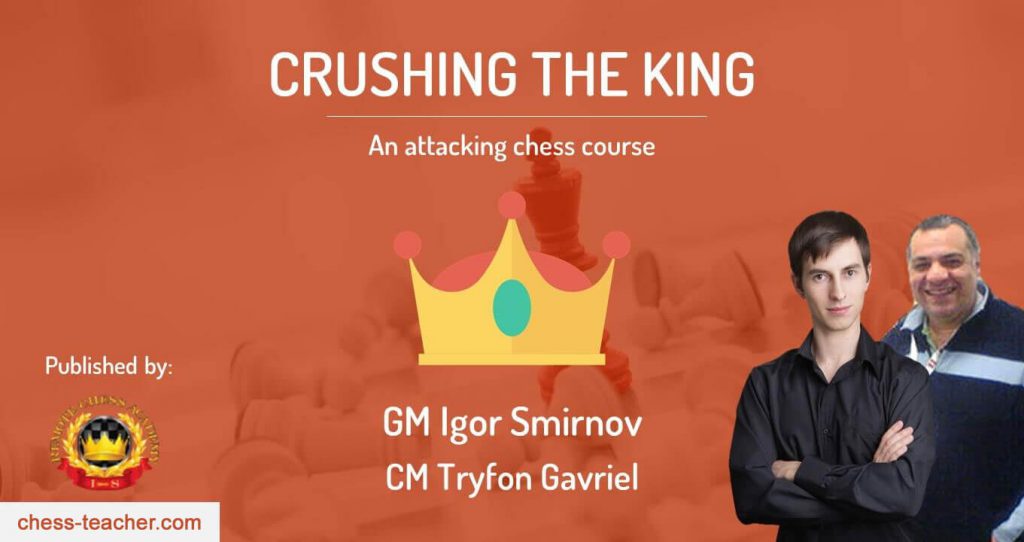 CRUSHING THE KING
An attacking chess course
Published by:
REMOTE CHESS ACADEMY
GM Igor Smirnov
CM Tryfon Gavriel
chess-teacher.com